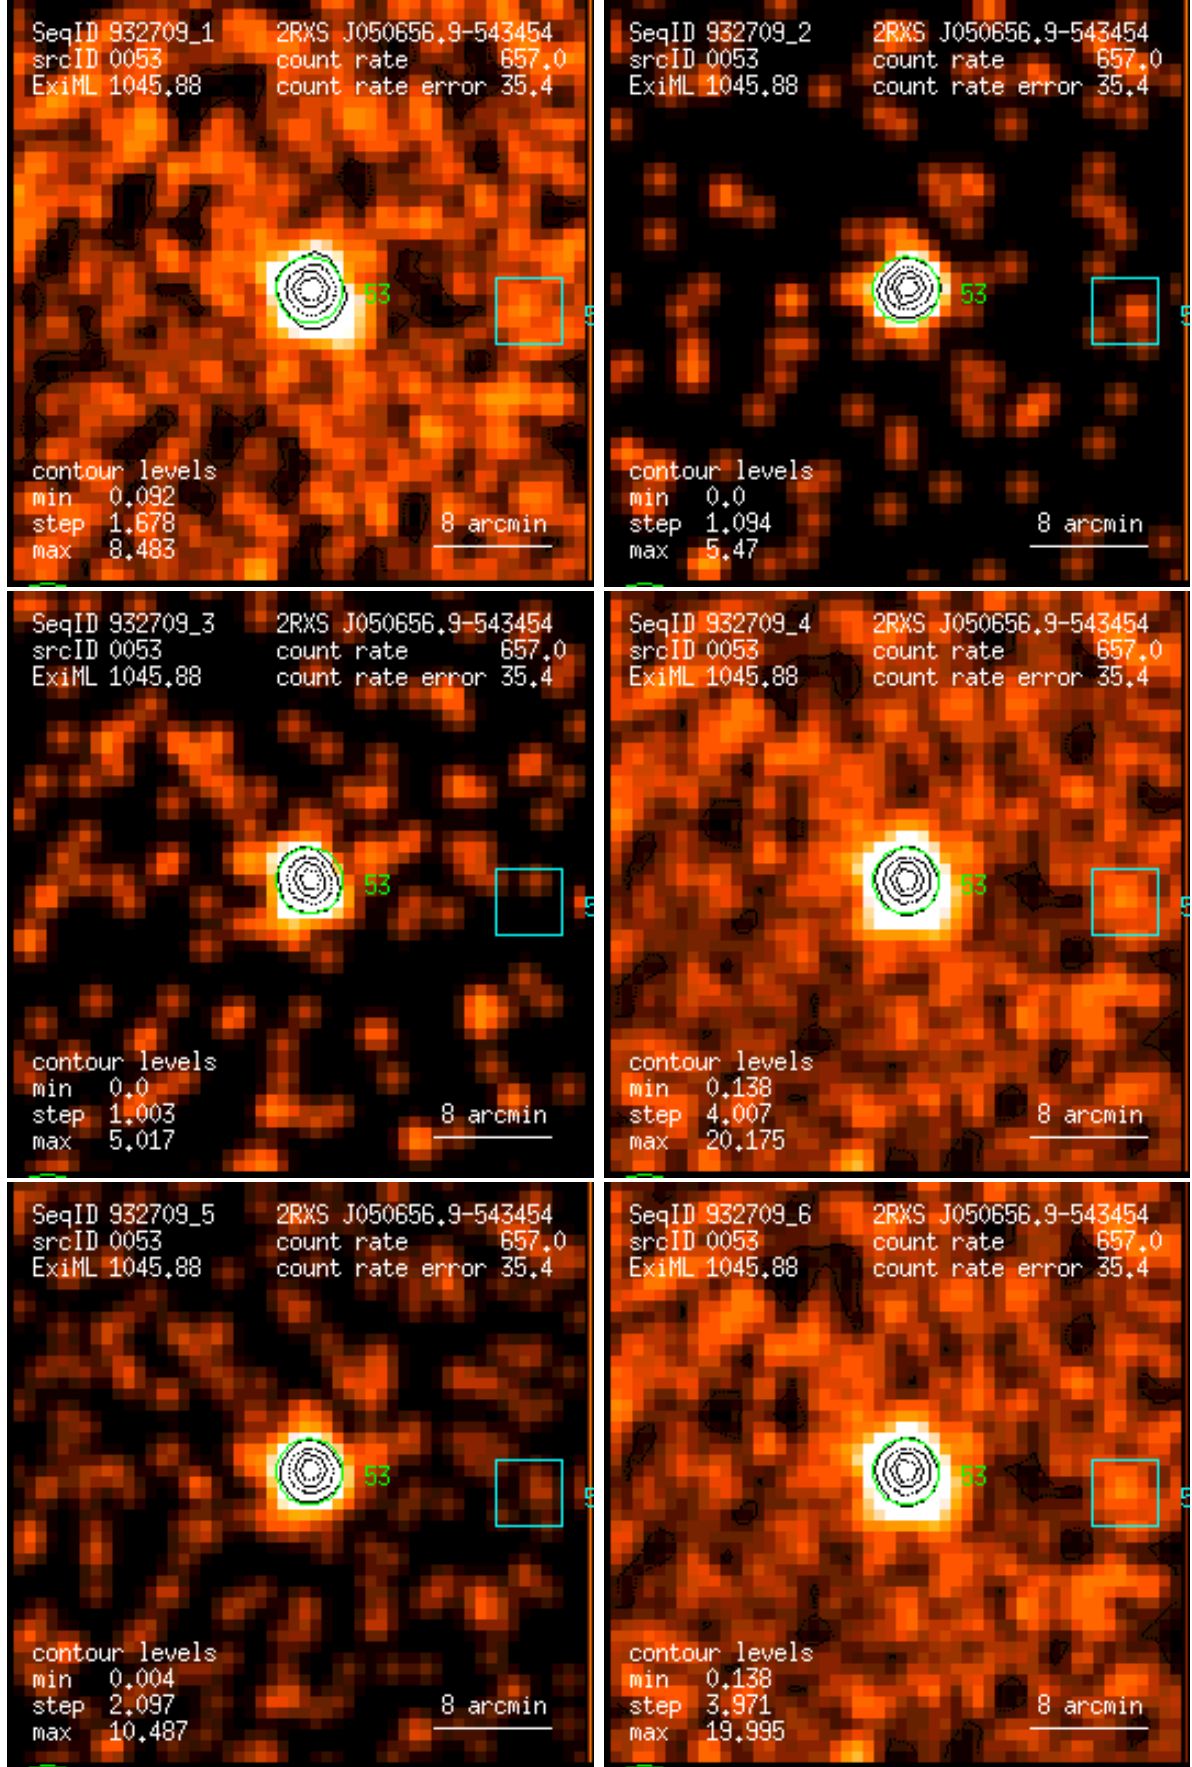 SeqID 932709_1 2RXS J050656.9-543454
srcID 0053 count rate 657.0
ExiML 1045.88 count rate error 35.4
53
5
contour levels
min 0.092
step 1.678 8 arcmin
max 8.483
SeqID 932709_2 2RXS J050656.9-543454
srcID 0053 count rate 657.0
ExiML 1045.88 count rate error 35.4
53
5
contour levels
min 0.0
step 1.094 8 arcmin
max 5.47
SeqID 932709_3 2RXS J050656.9-543454
srcID 0053 count rate 657.0
ExiML 1045.88 count rate error 35.4
53
5
contour levels
min 0.0
step 1.003 8 arcmin
max 5.017
SeqID 932709_4 2RXS J050656.9-543454
srcID 0053 count rate 657.0
ExiML 1045.88 count rate error 35.4
53
5
contour levels
min 0.138
step 4.007 8 arcmin
max 20.175
SeqID 932709_5 2RXS J050656.9-543454
srcID 0053 count rate 657.0
ExiML 1045.88 count rate error 35.4
53
5
contour levels
min 0.004
step 2.097 8 arcmin
max 10.487
SeqID 932709_6 2RXS J050656.9-543454
srcID 0053 count rate 657.0
ExiML 1045.88 count rate error 35.4
53
5
contour levels
min 0.138
step 3.971 8 arcmin
max 19.995